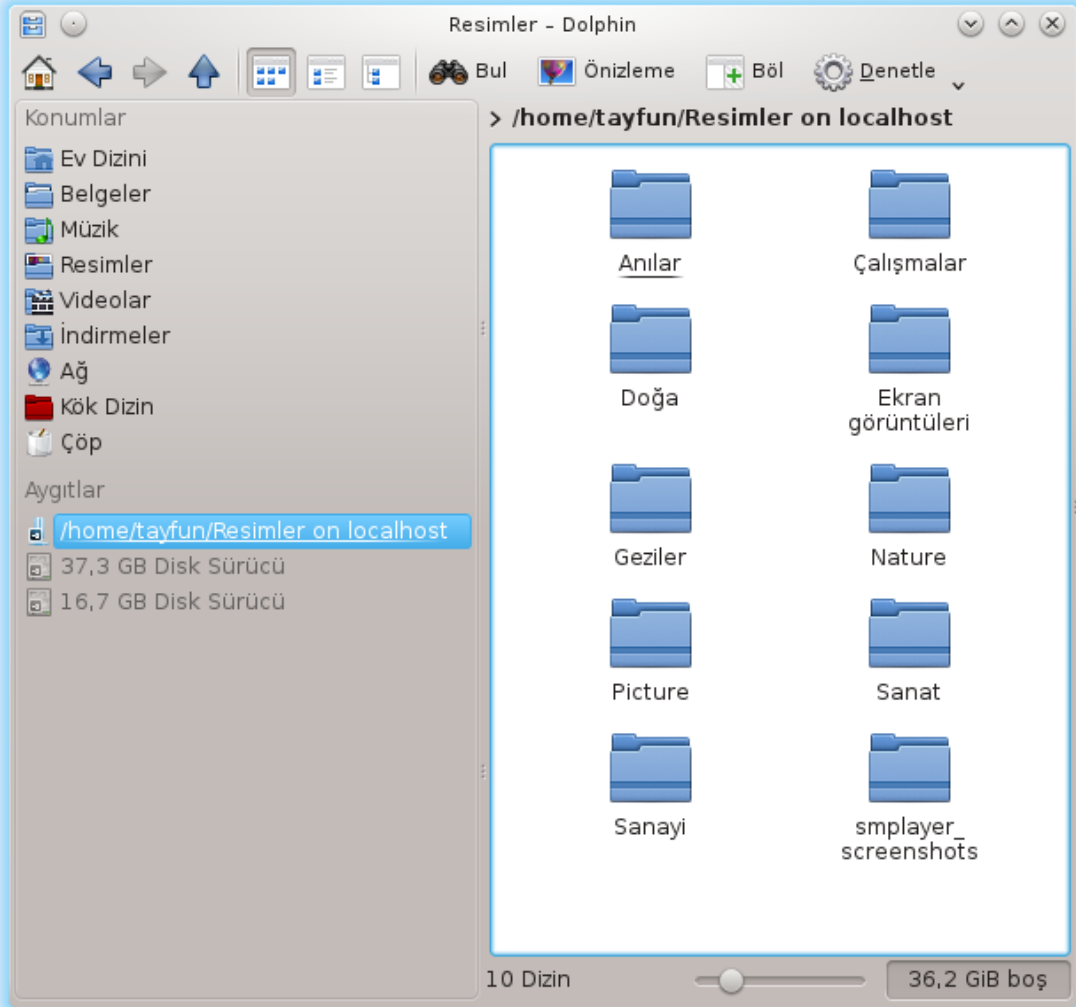 Resimler – Dolphin
Bul
Önizleme
Böl
Denetle
Konumlar
Ev Dizini
Belgeler
Müzik
Resimler
Videolar
İndirmeler
Ağ
Kök Dizin
Çöp
Aygıtlar
/home/tayfun/Resimler on localhost
37,3 GB Disk Sürücü
16,7 GB Disk Sürücü
> /home/tayfun/Resimler on localhost
Anılar
Çalışmalar
Doğa
Ekran
görüntüleri
Geziler
Nature
Picture
Sanat
Sanayi
smplayer_
screenshots
10 Dizin
36,2 GiB boş